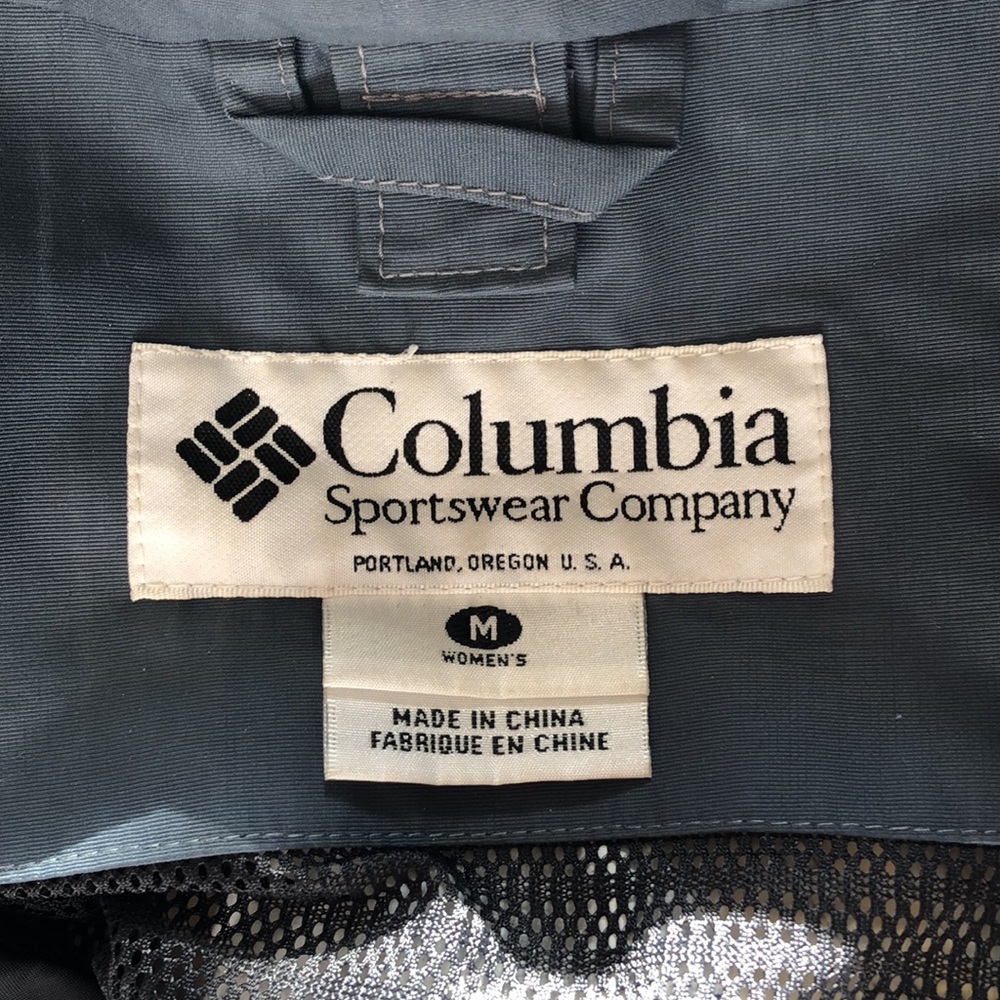 Columbia
Sportswear Company
PORTLAND, OREGON U. S. A.
M
WOMEN'S
MADE IN CHINA
FABRIQUE EN CHINE